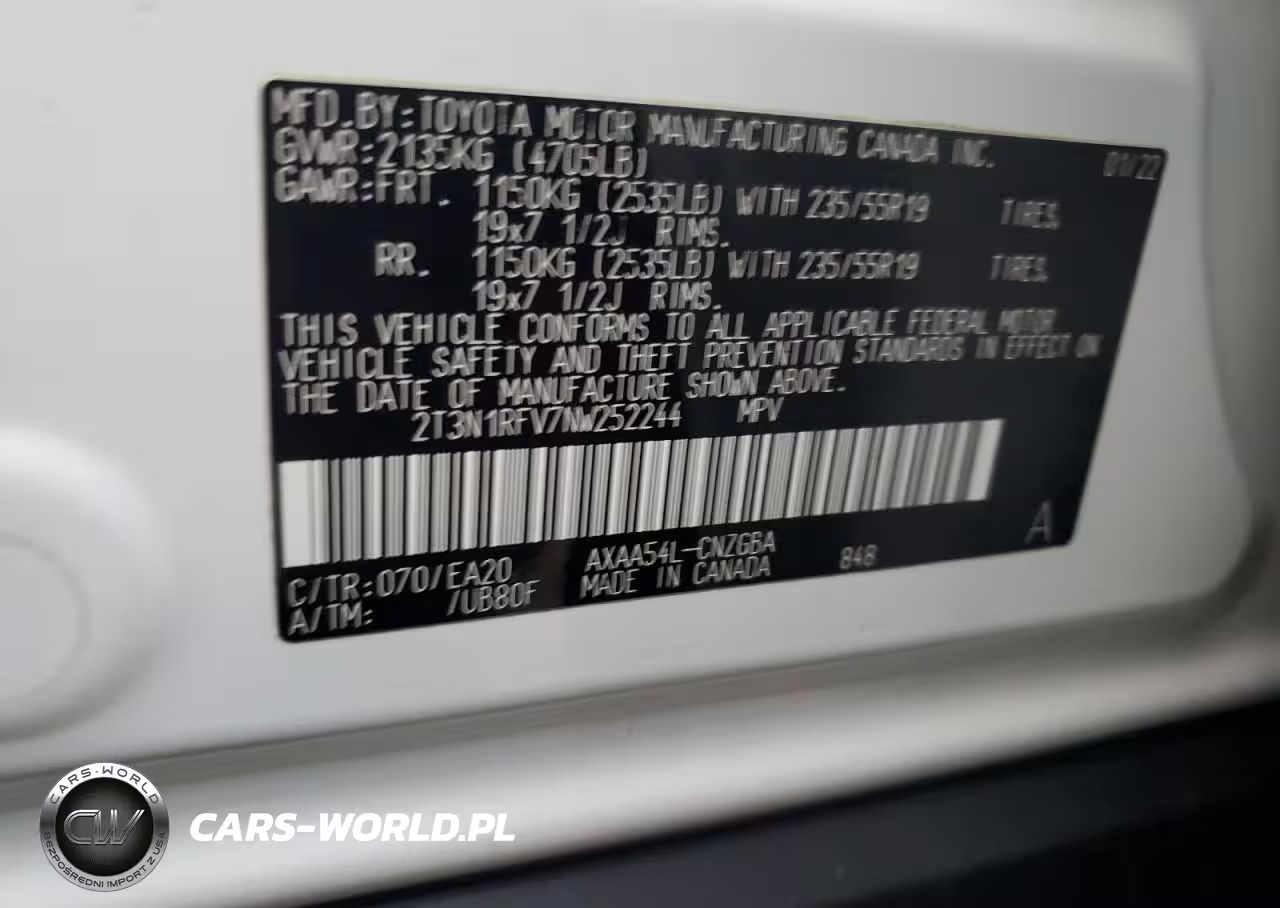 MFD.BY:TOYOTA MOTOR MANUFACTURING CANADA INC. 01/22
GVWR:2135KG (4705LB)
GAWR:FRT. 1150KG (2535LB) WITH 235/55R19 TIRES.
19x7 1/2J RIMS.
RR. 1150KG (2535LB) WITH 235/55R19 TIRES.
19x7 1/2J RIMS.
THIS VEHICLE CONFORMS TO ALL APPLICABLE FEDERAL MOTOR
VEHICLE SAFETY AND THEFT PREVENTION STANDARDS IN EFFECT ON
THE DATE OF MANUFACTURE SHOWN ABOVE.
2T3N1RFV7NW252244 MPV
A
C/TR:070/EA20 AXAA54L-CNZGBA 848
A/TM: /UB80F MADE IN CANADA
CARS-WORLD
CW
BEZPOŚREDNI IMPORT Z USA
CARS-WORLD.PL